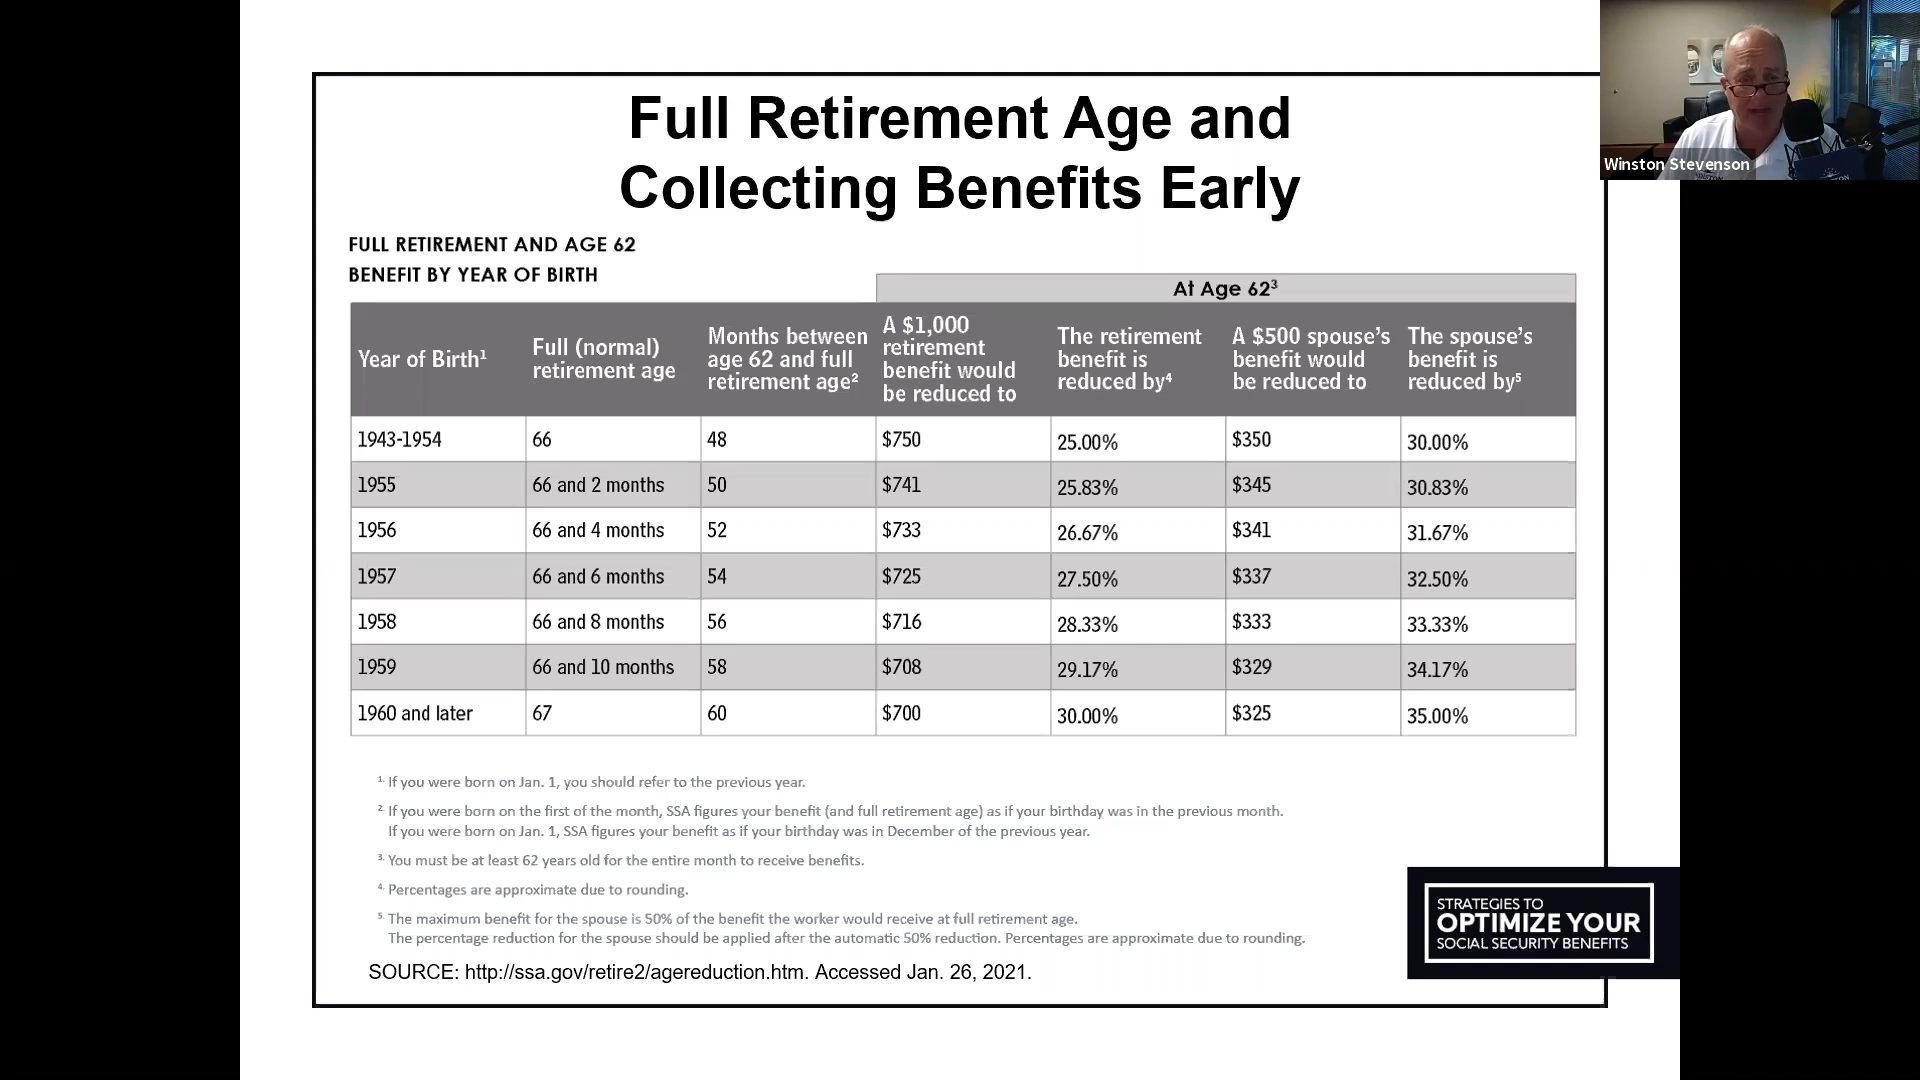 Full Retirement Age and
Collecting Benefits Early
Winston Stevenson
FULL RETIREMENT AND AGE 62
BENEFIT BY YEAR OF BIRTH
At Age 62³
Year of Birth¹
Full (normal)
retirement age
Months between
age 62 and full
retirement age²
A $1,000
retirement
benefit would
be reduced to
The retirement
benefit is
reduced by⁴
A $500 spouse’s
benefit would
be reduced to
The spouse’s
benefit is
reduced by⁵
1943-1954 66 48 $750 25.00% $350 30.00%
1955 66 and 2 months 50 $741 25.83% $345 30.83%
1956 66 and 4 months 52 $733 26.67% $341 31.67%
1957 66 and 6 months 54 $725 27.50% $337 32.50%
1958 66 and 8 months 56 $716 28.33% $333 33.33%
1959 66 and 10 months 58 $708 29.17% $329 34.17%
1960 and later 67 60 $700 30.00% $325 35.00%
1. If you were born on Jan. 1, you should refer to the previous year.
2. If you were born on the first of the month, SSA figures your benefit (and full retirement age) as if your birthday was in the previous month.
If you were born on Jan. 1, SSA figures your benefit as if your birthday was in December of the previous year.
3. You must be at least 62 years old for the entire month to receive benefits.
4. Percentages are approximate due to rounding.
5. The maximum benefit for the spouse is 50% of the benefit the worker would receive at full retirement age.
The percentage reduction for the spouse should be applied after the automatic 50% reduction. Percentages are approximate due to rounding.
SOURCE: http://ssa.gov/retire2/agereduction.htm. Accessed Jan. 26, 2021.
STRATEGIES TO
OPTIMIZE YOUR
SOCIAL SECURITY BENEFITS